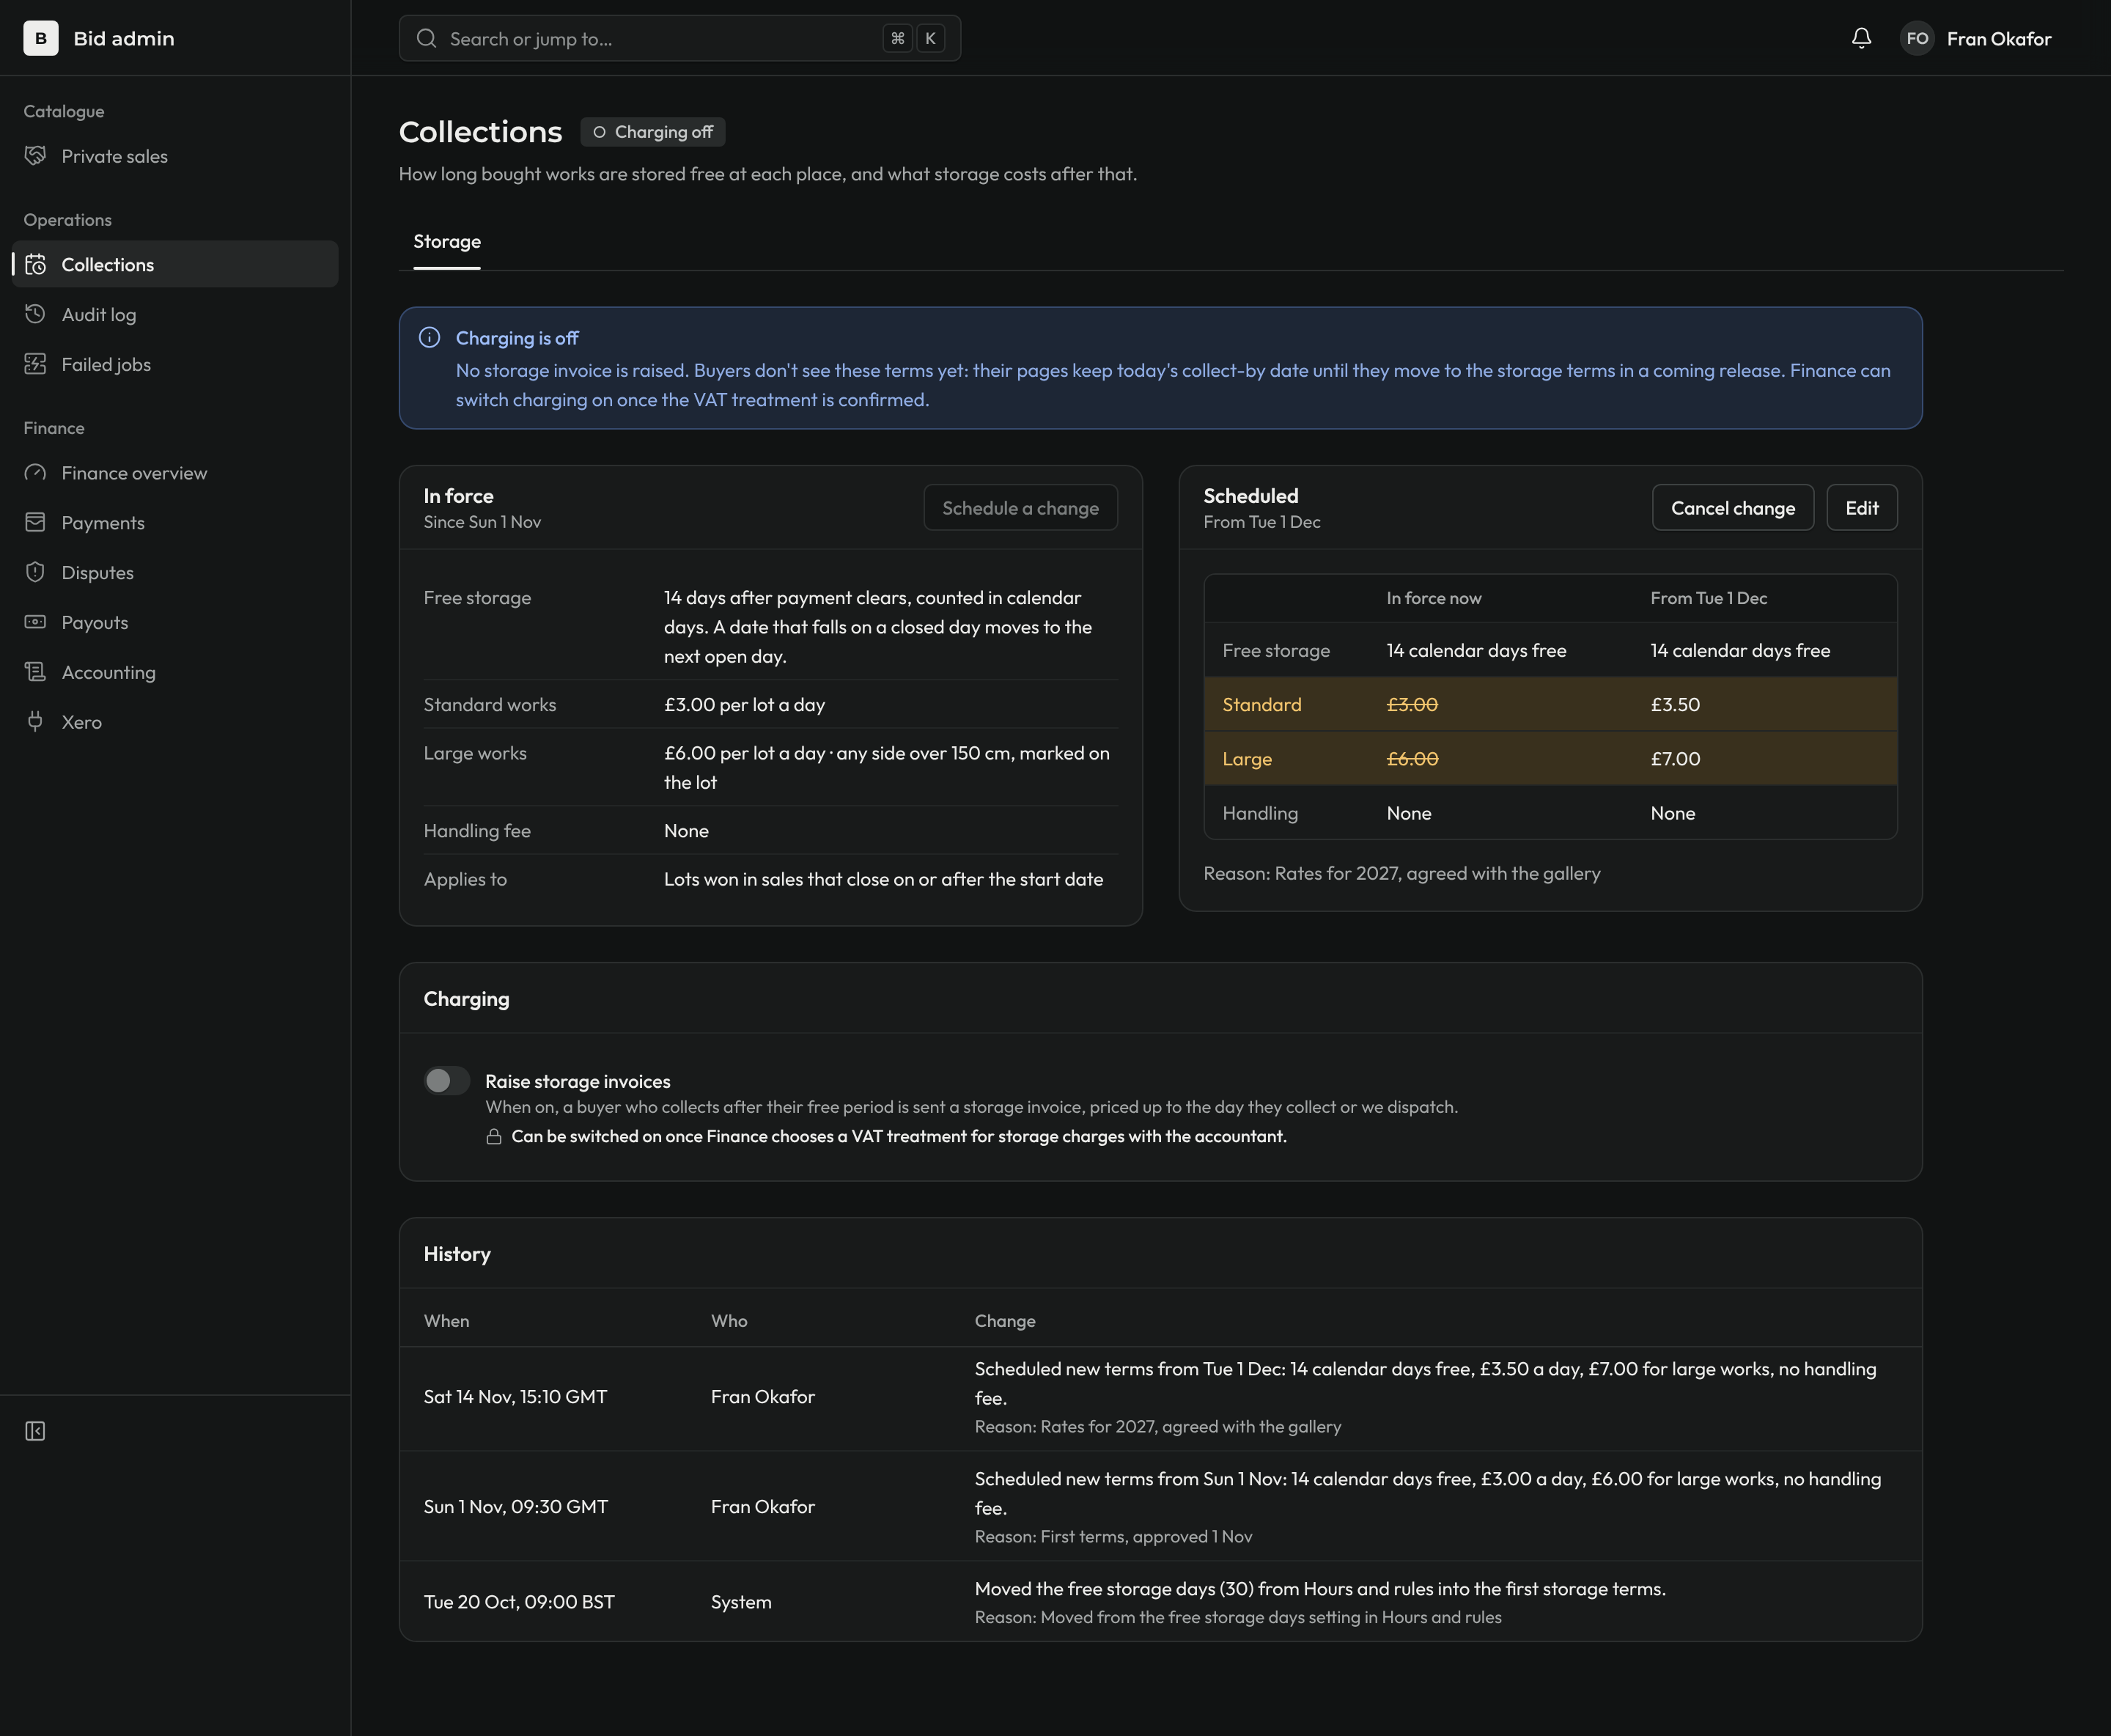 B Bid admin
Search or jump to... ⌘ K
FO Fran Okafor
Catalogue
Private sales
Operations
Collections
Audit log
Failed jobs
Finance
Finance overview
Payments
Disputes
Payouts
Accounting
Xero
Collections
Charging off
How long bought works are stored free at each place, and what storage costs after that.
Storage
Charging is off
No storage invoice is raised. Buyers don't see these terms yet: their pages keep today's collect-by date until they move to the storage terms in a coming release. Finance can
switch charging on once the VAT treatment is confirmed.
In force
Since Sun 1 Nov
Schedule a change
Free storage
14 days after payment clears, counted in calendar
days. A date that falls on a closed day moves to the
next open day.
Standard works
£3.00 per lot a day
Large works
£6.00 per lot a day · any side over 150 cm, marked on
the lot
Handling fee
None
Applies to
Lots won in sales that close on or after the start date
Scheduled
From Tue 1 Dec
Cancel change
Edit
In force now From Tue 1 Dec
Free storage 14 calendar days free 14 calendar days free
Standard £3.00 £3.50
Large £6.00 £7.00
Handling None None
Reason: Rates for 2027, agreed with the gallery
Charging
Raise storage invoices
When on, a buyer who collects after their free period is sent a storage invoice, priced up to the day they collect or we dispatch.
Can be switched on once Finance chooses a VAT treatment for storage charges with the accountant.
History
When Who Change
Sat 14 Nov, 15:10 GMT
Fran Okafor
Scheduled new terms from Tue 1 Dec: 14 calendar days free, £3.50 a day, £7.00 for large works, no handling
fee.
Reason: Rates for 2027, agreed with the gallery
Sun 1 Nov, 09:30 GMT
Fran Okafor
Scheduled new terms from Sun 1 Nov: 14 calendar days free, £3.00 a day, £6.00 for large works, no handling
fee.
Reason: First terms, approved 1 Nov
Tue 20 Oct, 09:00 BST
System
Moved the free storage days (30) from Hours and rules into the first storage terms.
Reason: Moved from the free storage days setting in Hours and rules